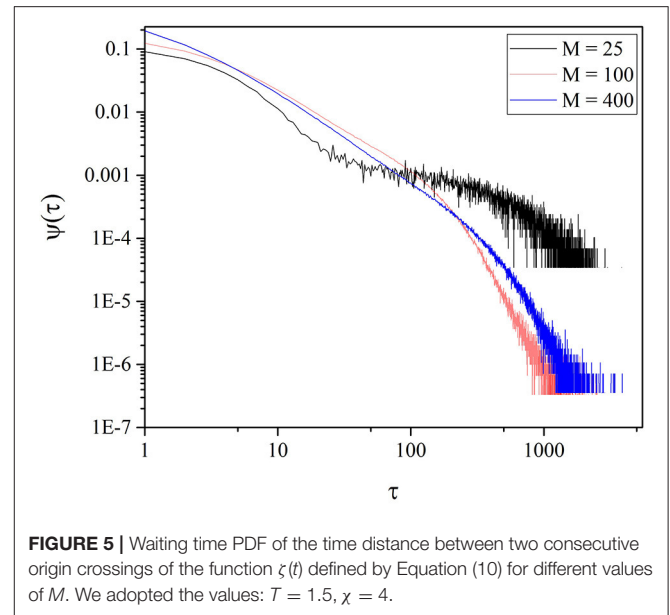 0.1
0.01
0.001
1E-4
1E-5
1E-6
1E-7
ψ(τ)
M = 25
M = 100
M = 400
1 10 100 1000
τ
FIGURE 5 | Waiting time PDF of the time distance between two consecutive
origin crossings of the function ζ(t) defined by Equation (10) for different values
of M. We adopted the values: T = 1.5, χ = 4.